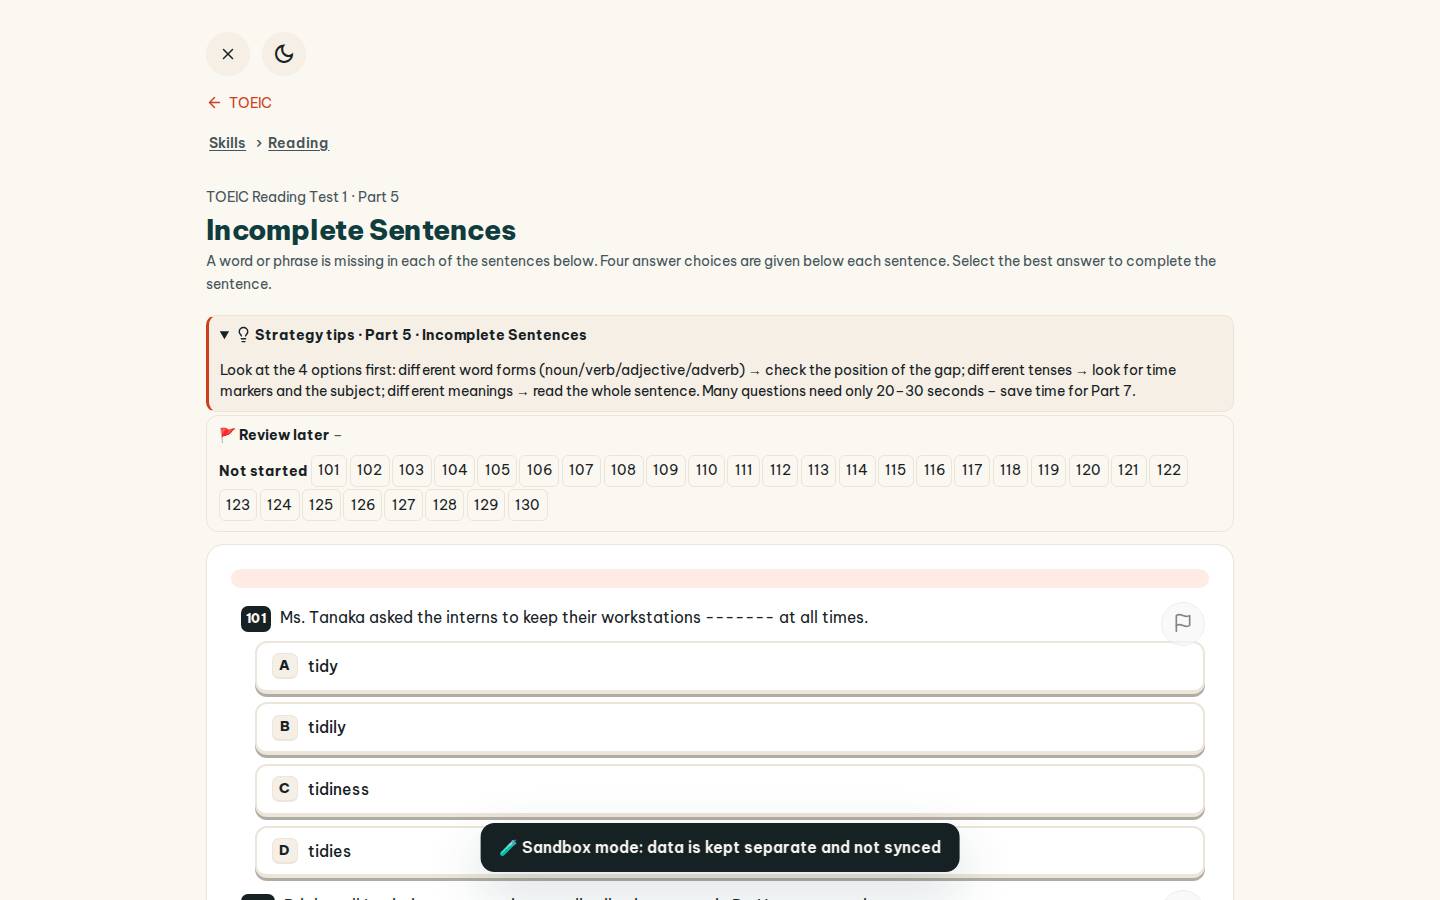 ← TOEIC
Skills › Reading
TOEIC Reading Test 1 · Part 5
Incomplete Sentences
A word or phrase is missing in each of the sentences below. Four answer choices are given below each sentence. Select the best answer to complete the
sentence.
▼ Strategy tips · Part 5 · Incomplete Sentences
Look at the 4 options first: different word forms (noun/verb/adjective/adverb) → check the position of the gap; different tenses → look for time
markers and the subject; different meanings → read the whole sentence. Many questions need only 20–30 seconds – save time for Part 7.
🚩 Review later –
Not started 101 102 103 104 105 106 107 108 109 110 111 112 113 114 115 116 117 118 119 120 121 122
123 124 125 126 127 128 129 130
101 Ms. Tanaka asked the interns to keep their workstations ------- at all times.
A tidy
B tidily
C tidiness
D tidies
🧪 Sandbox mode: data is kept separate and not synced